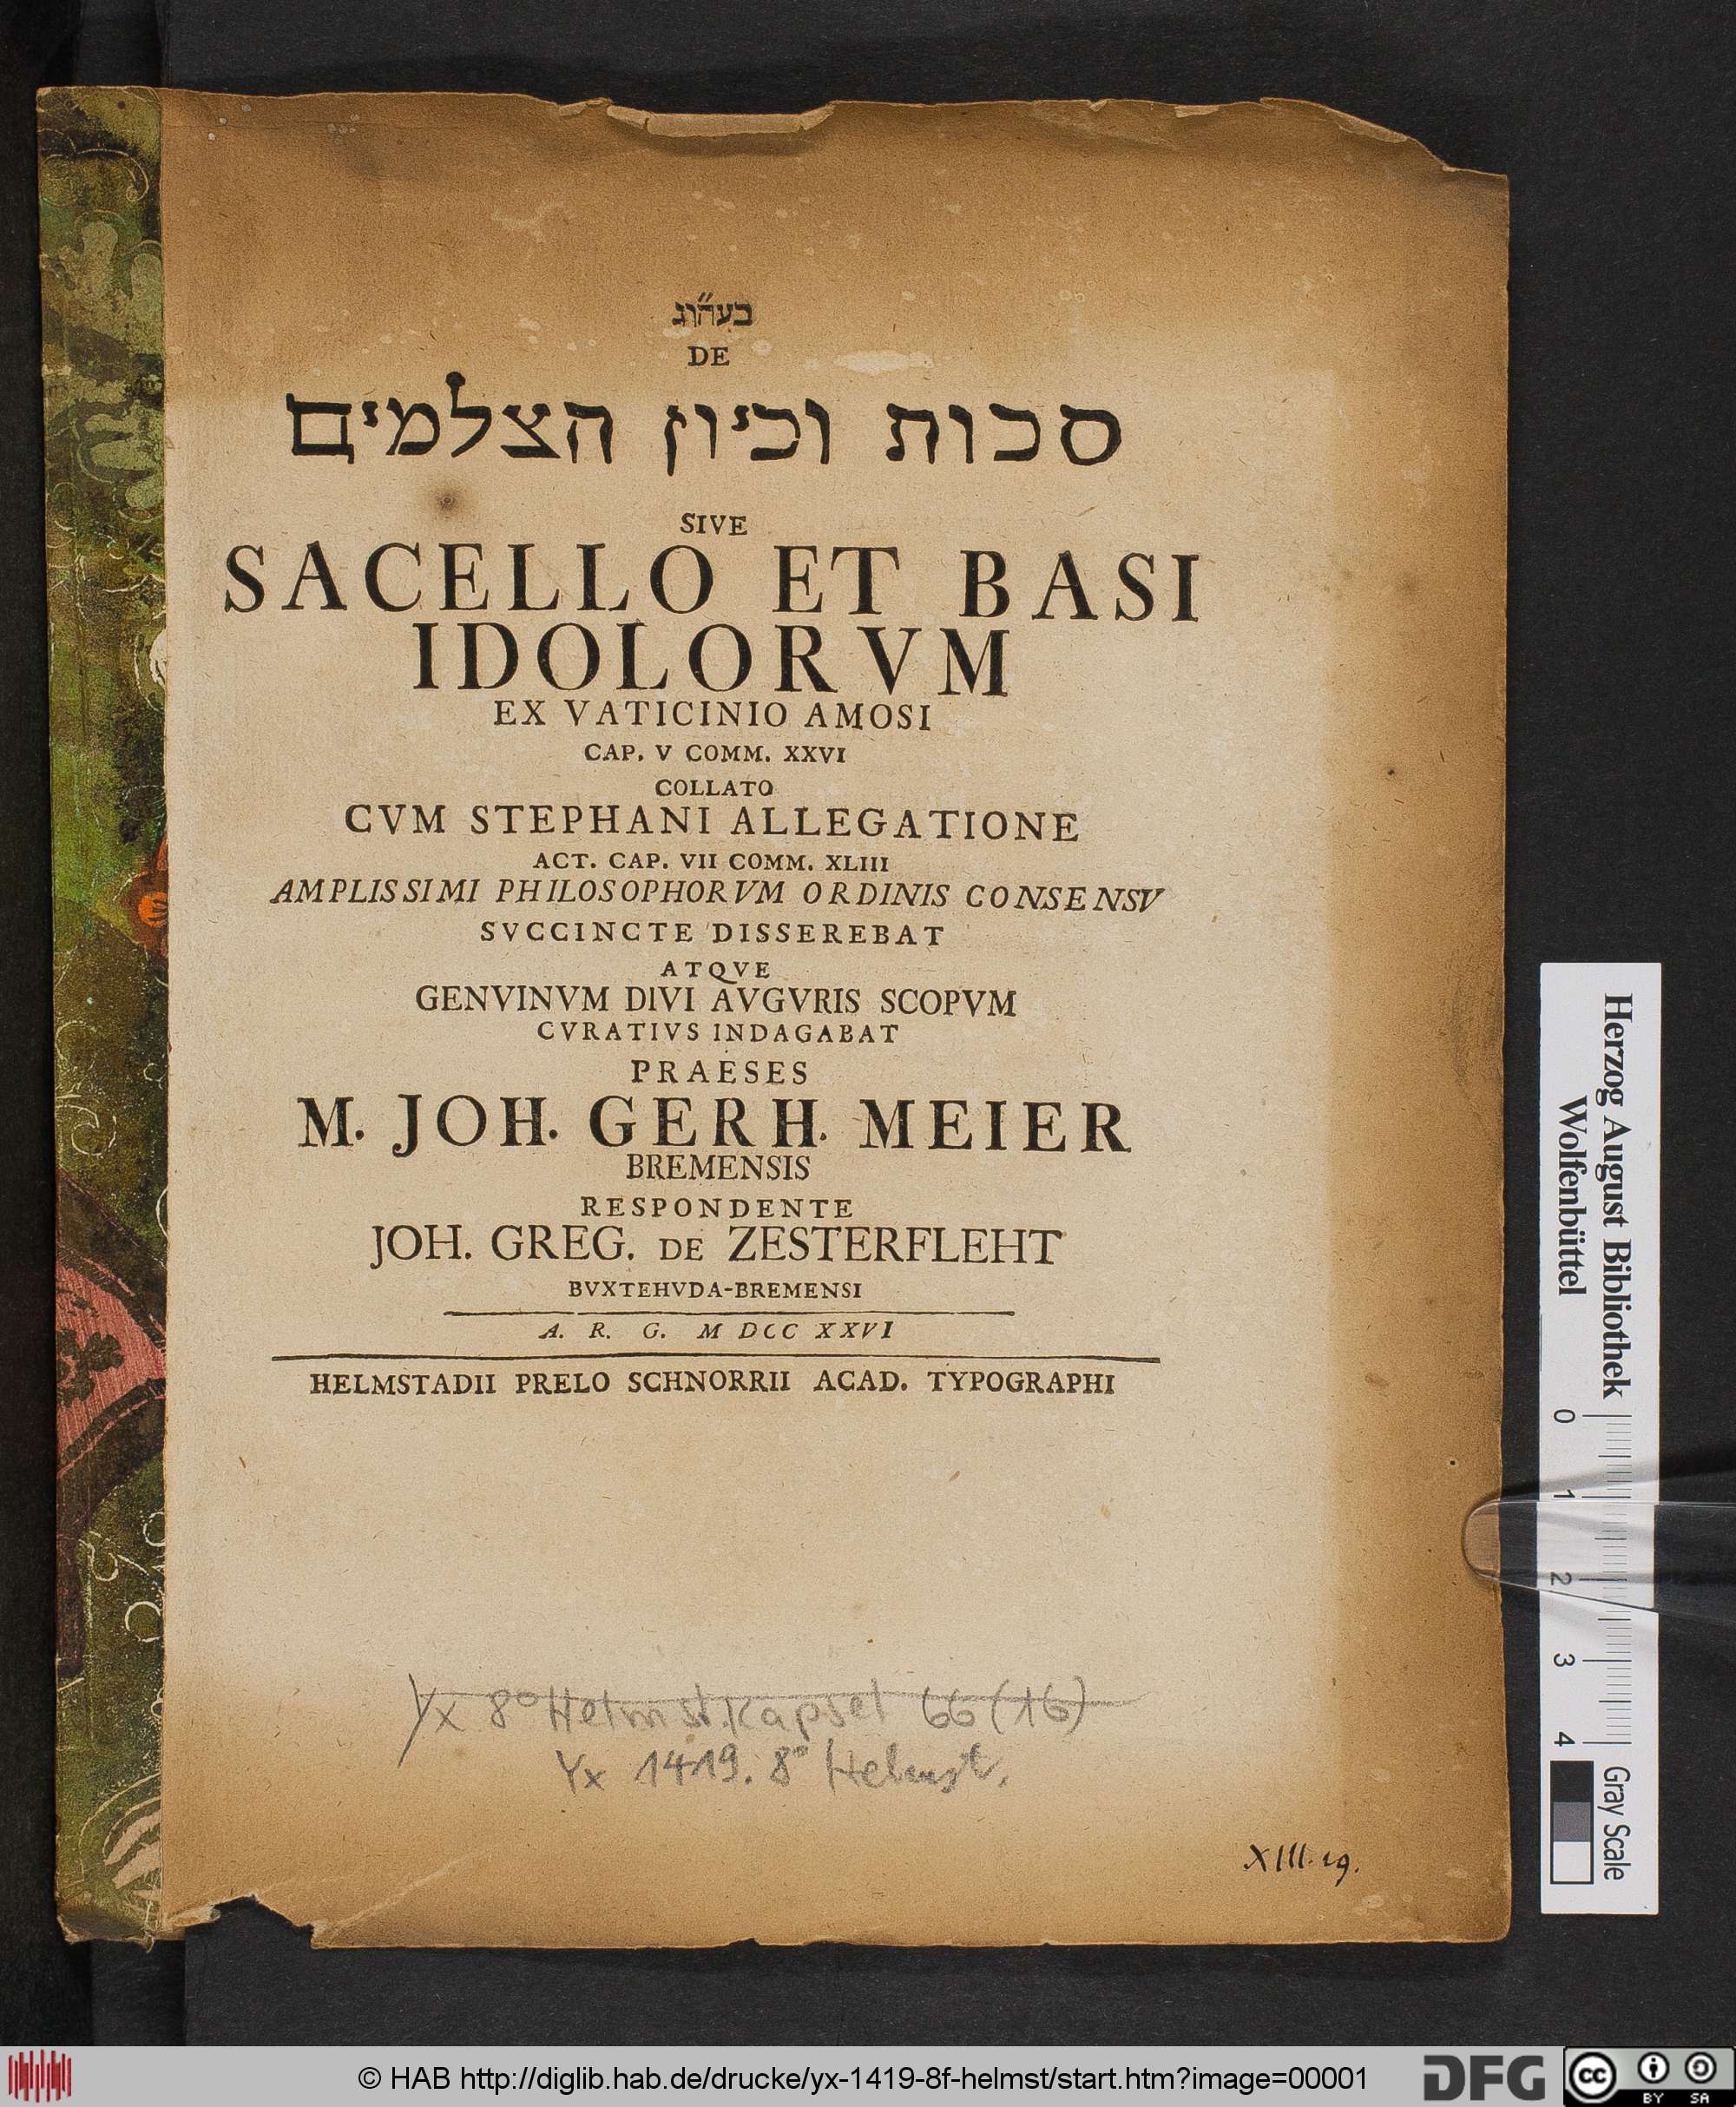 בעה״וג
DE
סכות וכיון הצלמים
SIVE
SACELLO ET BASI
IDOLORVM
EX VATICINIO AMOSI
CAP. V COMM. XXVI
COLLATO
CVM STEPHANI ALLEGATIONE
ACT. CAP. VII COMM. XLIII
AMPLISSIMI PHILOSOPHORVM ORDINIS CONSENSV
SVCCINCTE DISSEREBAT
ATQVE
GENVINVM DIVI AVGVRIS SCOPVM
CVRATIVS INDAGABAT
PRAESES
M. JOH. GERH. MEIER
BREMENSIS
RESPONDENTE
JOH. GREG. DE ZESTERFLEHT
BVXTEHVDA-BREMENSI
A. R. G. M DCC XXVI
HELMSTADII PRELO SCHNORRII ACAD. TYPOGRAPHI
Yx 8° Helmst. Kapsel 66 (16)
Yx 1419. 8° Helmst.
XIII. 19.
Herzog August Bibliothek
Wolfenbüttel
0 1 2 3 4
Gray Scale
© HAB http://diglib.hab.de/drucke/yx-1419-8f-helmst/start.htm?image=00001
DFG
cc BY SA